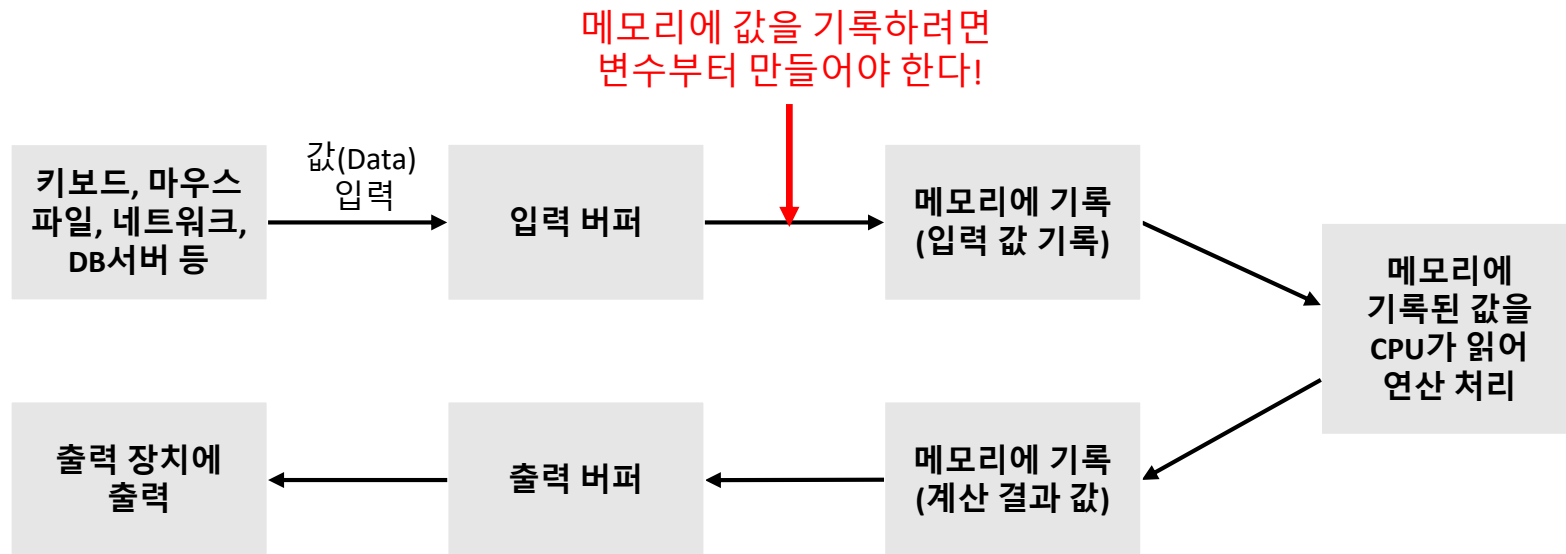 메모리에 값을 기록하려면
변수부터 만들어야 한다!
키보드, 마우스
파일, 네트워크,
DB서버 등
값(Data)
입력
입력 버퍼
메모리에 기록
(입력 값 기록)
메모리에
기록된 값을
CPU가 읽어
연산 처리
출력 장치에
출력
출력 버퍼
메모리에 기록
(계산 결과 값)